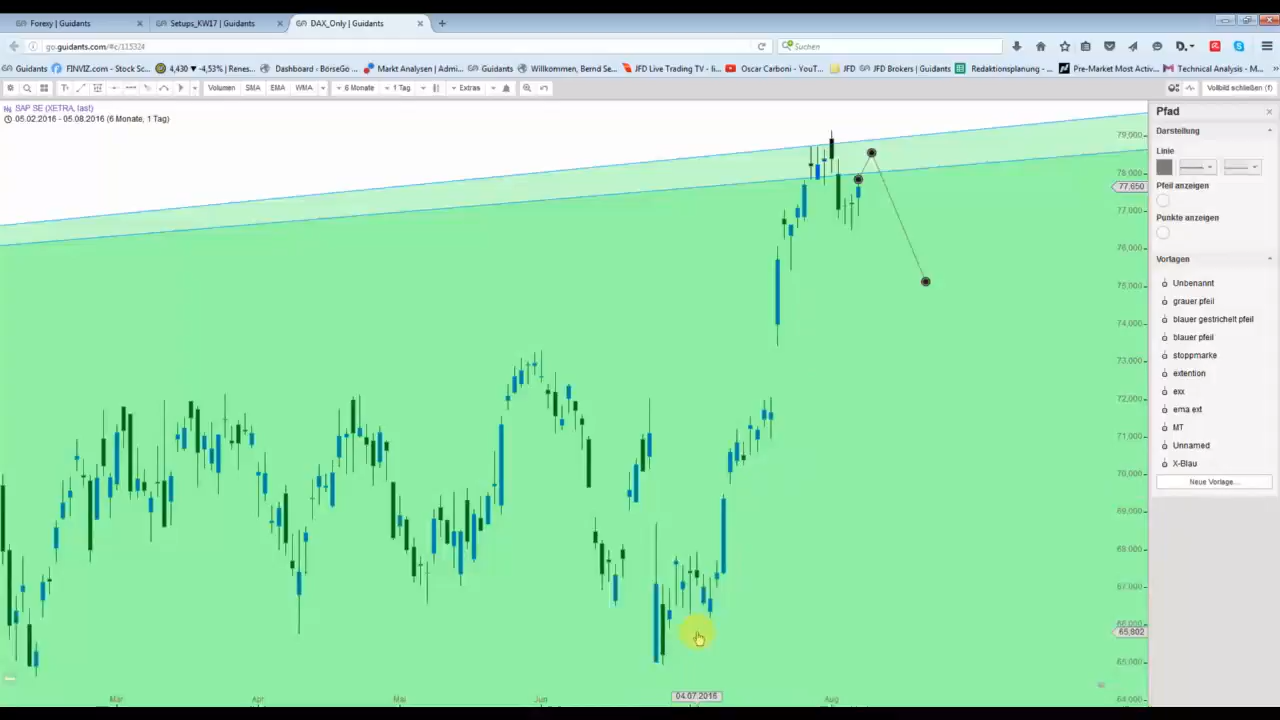 Forexy | Guidants
Setups_KW17 | Guidants
DAX_Only | Guidants
go.guidants.com/#c/115324
Suchen
Guidants
FINVIZ.com - Stock Sc...
4,430 ▾ -4,53% | Renes...
Dashboard - BörseGo ...
Markt Analysen | Admi...
Guidants
Willkommen, Bernd Se...
JFD Live Trading TV - li...
Oscar Carboni - YouT...
JFD
JFD Brokers | Guidants
Redaktionsplanung - ...
Pre-Market Most Activ...
Technical Analysis - M...
Volumen
SMA
EMA
WMA
6 Monate
1 Tag
Extras
Vollbild schließen (f)
SAP SE (XETRA, last)
05.02.2016 - 05.08.2016 (6 Monate, 1 Tag)
79,000
78,000
77,650
77,000
76,000
75,000
74,000
73,000
72,000
71,000
70,000
69,000
68,000
67,000
66,000
65,802
65,000
64,000
Mär
Apr
Mai
Jun
04.07.2016
Aug
Pfad
Darstellung
Linie
Pfeil anzeigen
Punkte anzeigen
Vorlagen
Unbenannt
grauer pfeil
blauer gestrichelt pfeil
blauer pfeil
stoppmarke
extention
exx
ema ext
MT
Unnamed
X-Blau
Neue Vorlage...